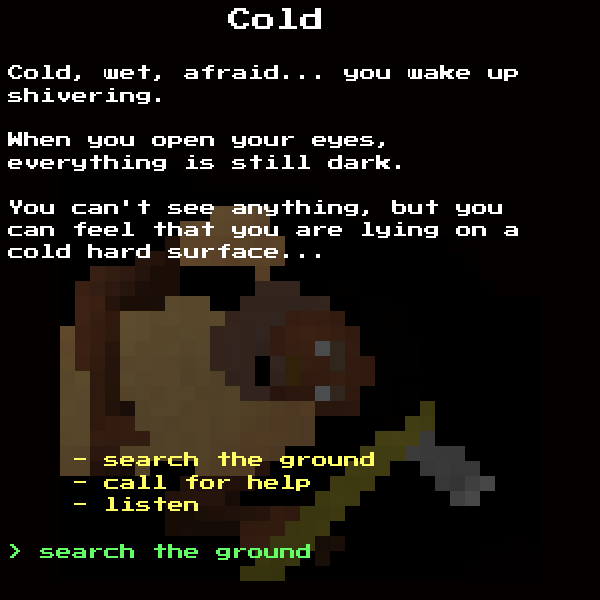 Cold
Cold, wet, afraid... you wake up
shivering.
When you open your eyes,
everything is still dark.
You can't see anything, but you
can feel that you are lying on a
cold hard surface...
- search the ground
- call for help
- listen
> search the ground